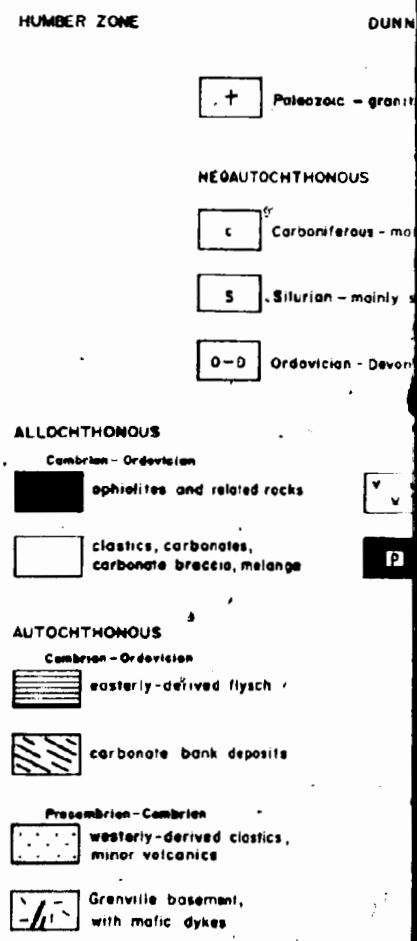 HUMBER ZONE DUNN
+ Paleozoic - granit
NEOAUTOCHTHONOUS
c Carboniferous - mo
S Silurian - mainly s
O-D Ordovician - Devon
ALLOCHTHONOUS
Cambrian - Ordovician
ophiolites and related rocks
v v
clastics, carbonates,
carbonate breccia, melange
P
AUTOCHTHONOUS
Cambrian - Ordovician
easterly-derived flysch
carbonate bank deposits
Precambrian - Cambrian
westerly-derived clastics,
minor volcanics
Grenville basement,
with mafic dykes